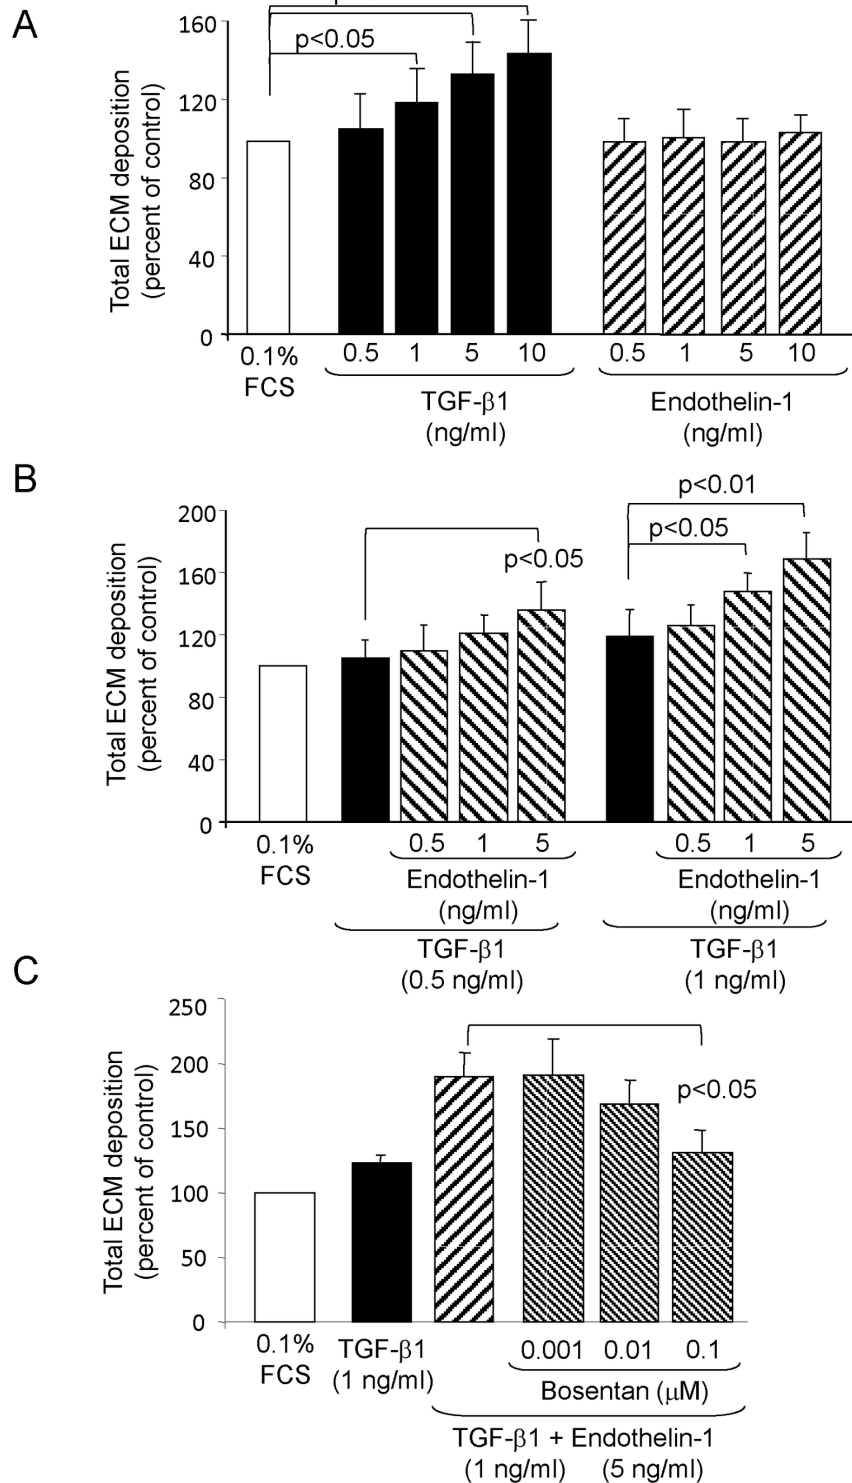 A
Total ECM deposition
(percent of control)
160
120
80
40
0
p<0.05
0.1%
FCS
0.5 1 5 10
TGF-β1
(ng/ml)
0.5 1 5 10
Endothelin-1
(ng/ml)
B
Total ECM deposition
(percent of control)
200
160
120
80
40
0
p<0.05
p<0.01
p<0.05
0.1%
FCS
0.5 1 5
Endothelin-1
(ng/ml)
TGF-β1
(0.5 ng/ml)
0.5 1 5
Endothelin-1
(ng/ml)
TGF-β1
(1 ng/ml)
C
Total ECM deposition
(percent of control)
250
200
150
100
50
0
p<0.05
0.1%
FCS
TGF-β1
(1 ng/ml)
0.001 0.01 0.1
Bosentan (μM)
TGF-β1 + Endothelin-1
(1 ng/ml) (5 ng/ml)